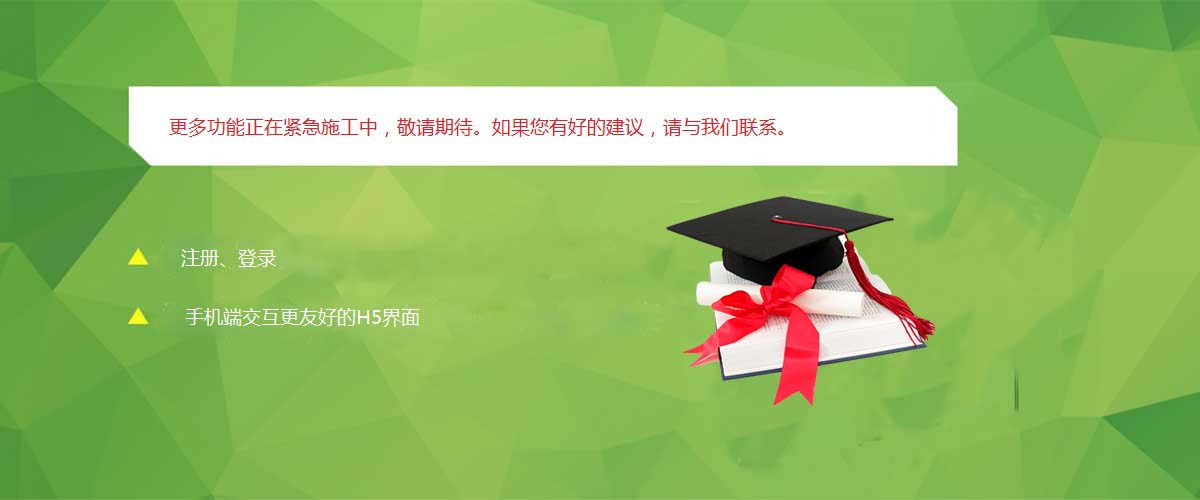 更多功能正在紧急施工中，敬请期待。如果您有好的建议，请与我们联系。
注册、登录
手机端交互更友好的H5界面